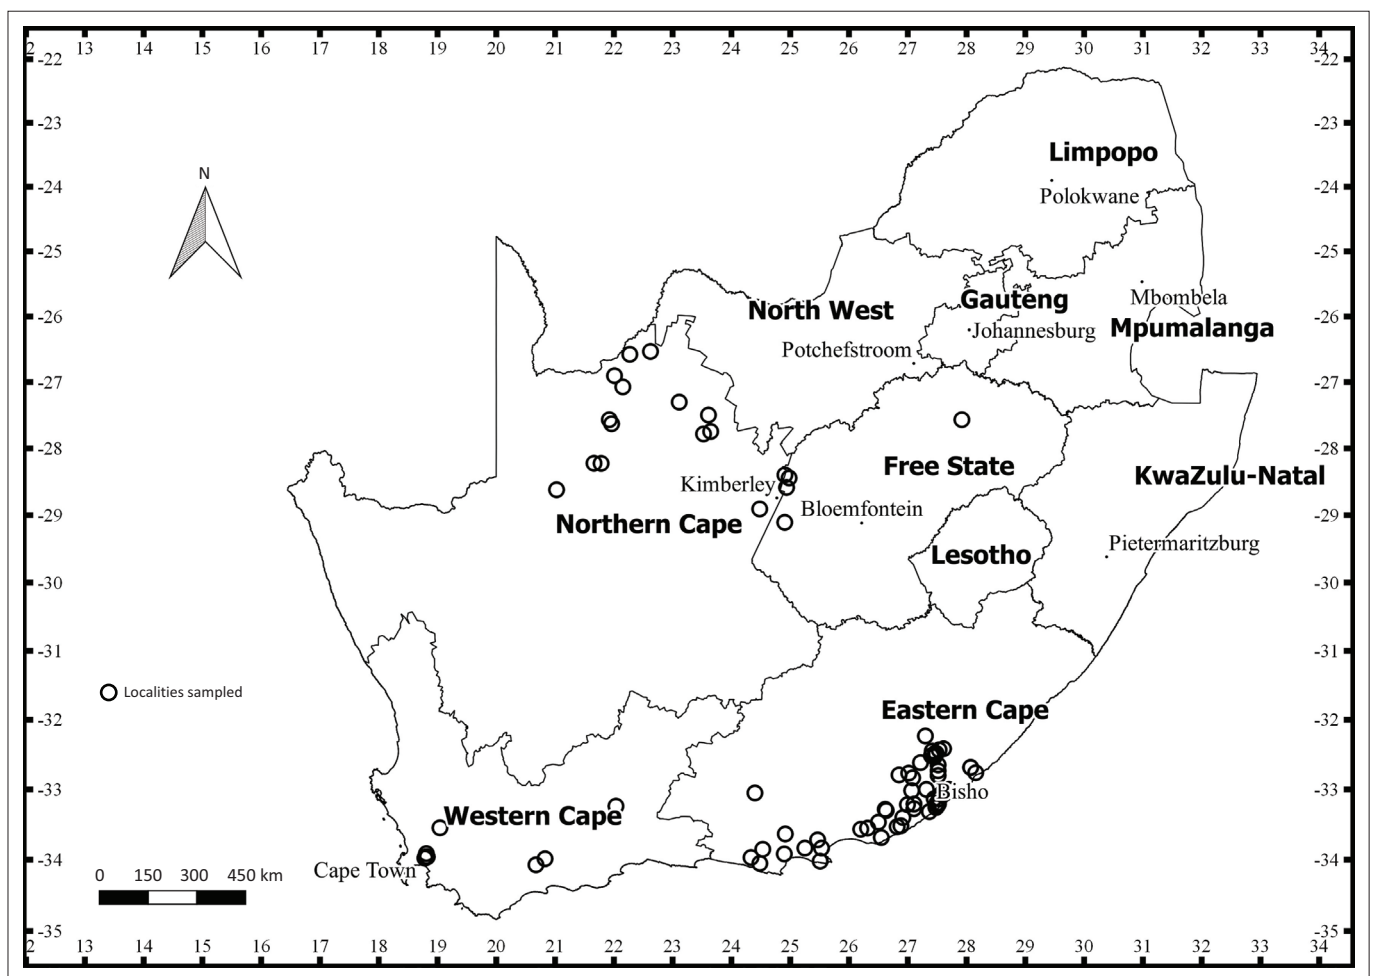 2 13 14 15 16 17 18 19 20 21 22 23 24 25 26 27 28 29 30 31 32 33 34
-22 -22
-23 -23
Limpopo
N
-24 -24
Polokwane
-25 -25
Gauteng
Mbombela
North West
-26 -26
Mpumalanga
Johannesburg
Potchefstroom
-27 -27
-28 -28
Free State
KwaZulu-Natal
Kimberley
Bloemfontein
-29 -29
Northern Cape
Pietermaritzburg
Lesotho
-30 -30
-31 -31
Localities sampled
Eastern Cape
-32 -32
-33 -33
Bisho
Western Cape
-34 -34
Cape Town
0 150 300 450 km
-35 -35
2 13 14 15 16 17 18 19 20 21 22 23 24 25 26 27 28 29 30 31 32 33 34